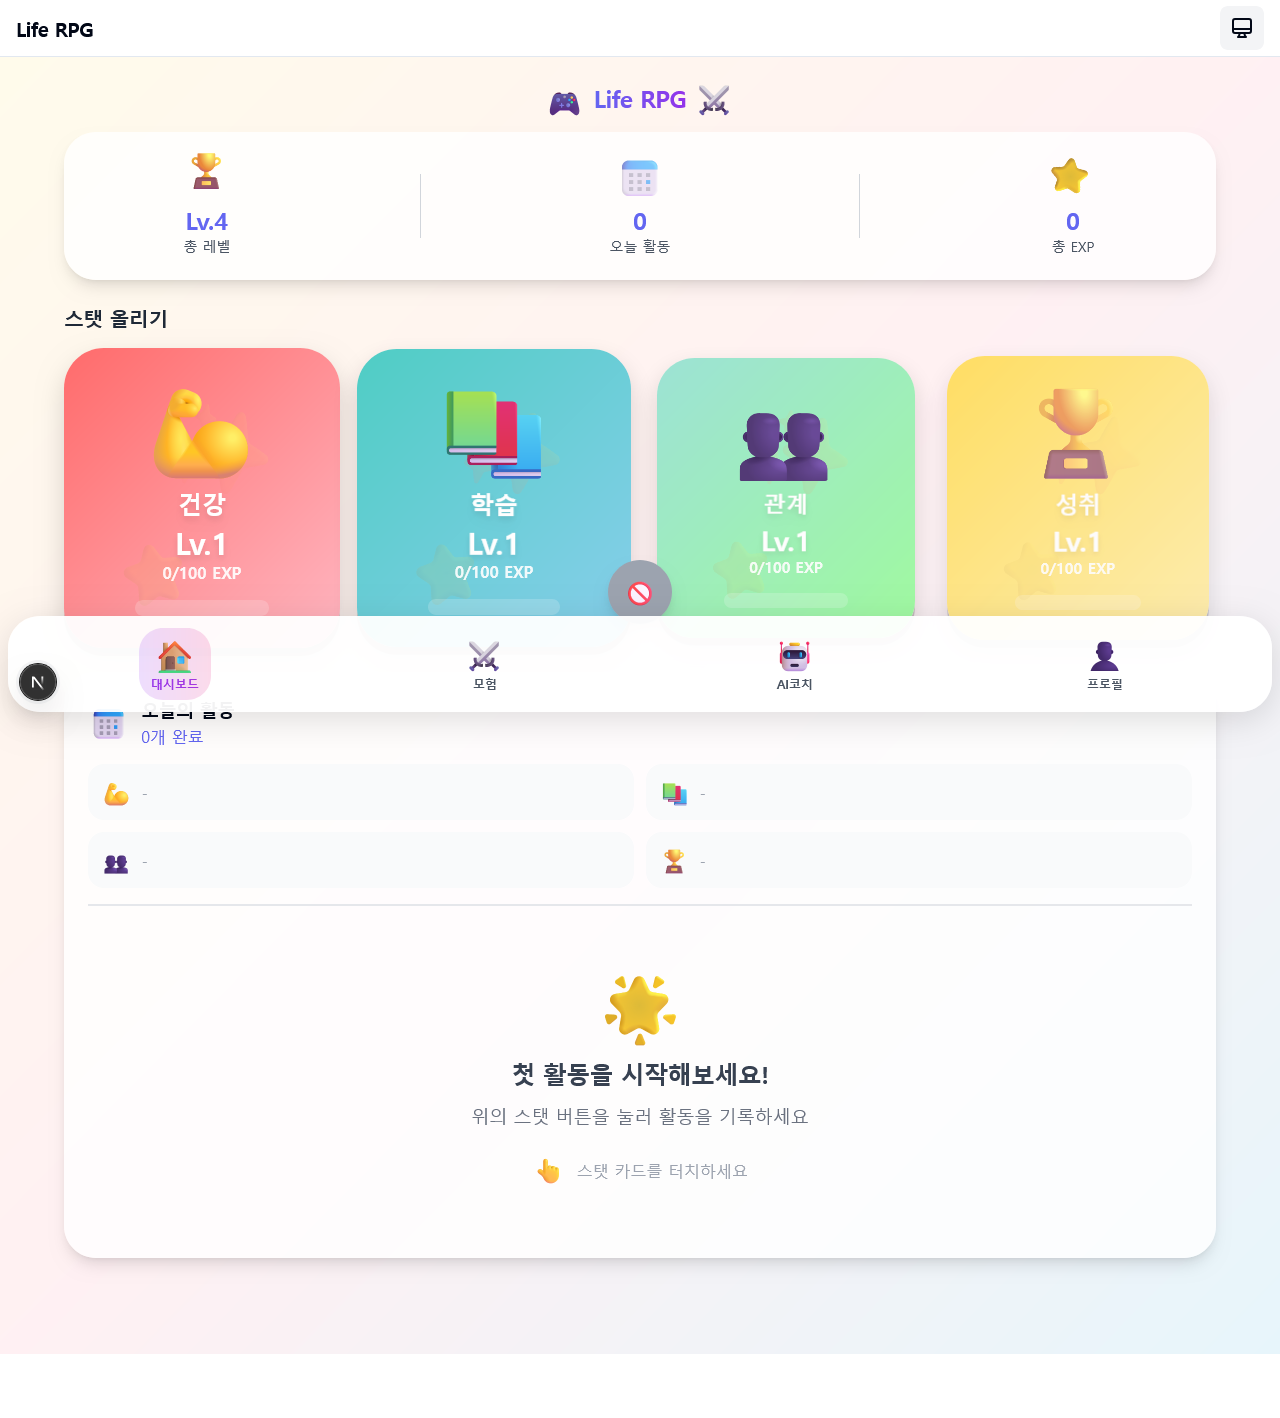 Life RPG
Life RPG
Lv.4
총 레벨
0
오늘 활동
0
총 EXP
스탯 올리기
건강
Lv.1
0/100 EXP
학습
Lv.1
0/100 EXP
관계
Lv.1
0/100 EXP
성취
Lv.1
0/100 EXP
대시보드
모험
AI코치
프로필
N
오늘의 활동
0개 완료
-
-
-
-
첫 활동을 시작해보세요!
위의 스탯 버튼을 눌러 활동을 기록하세요
스탯 카드를 터치하세요